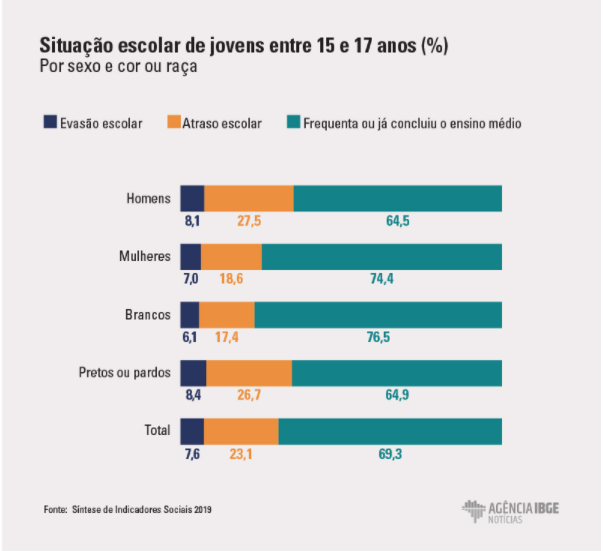 Situação escolar de jovens entre 15 e 17 anos (%)
Por sexo e cor ou raça
Evasão escolar Atraso escolar Frequenta ou já concluiu o ensino médio
Homens
8,1 27,5 64,5
Mulheres
7,0 18,6 74,4
Brancos
6,1 17,4 76,5
Pretos ou pardos
8,4 26,7 64,9
Total
7,6 23,1 69,3
Fonte: Síntese de Indicadores Sociais 2019
AGÊNCIA IBGE
NOTÍCIAS